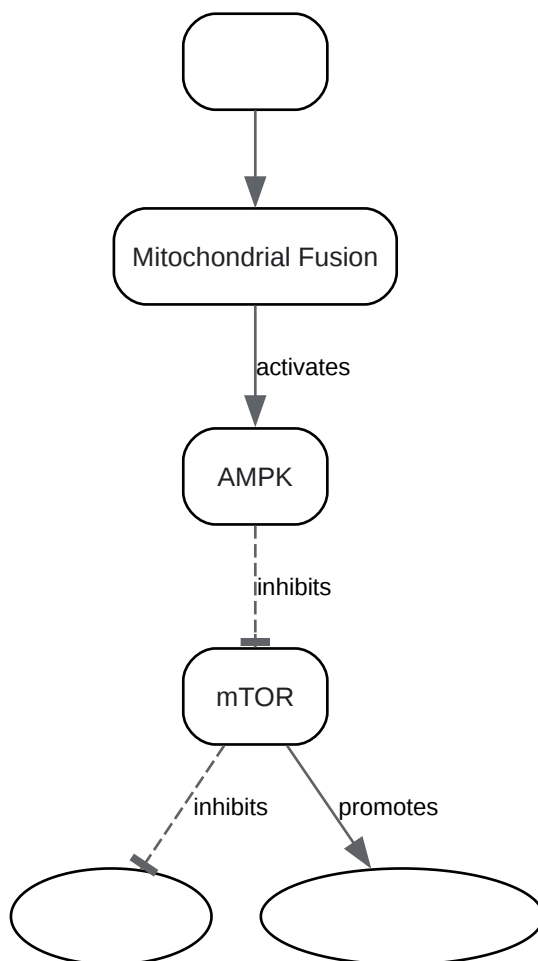 Mitochondrial Fusion
activates
AMPK
inhibits
mTOR
inhibits
promotes